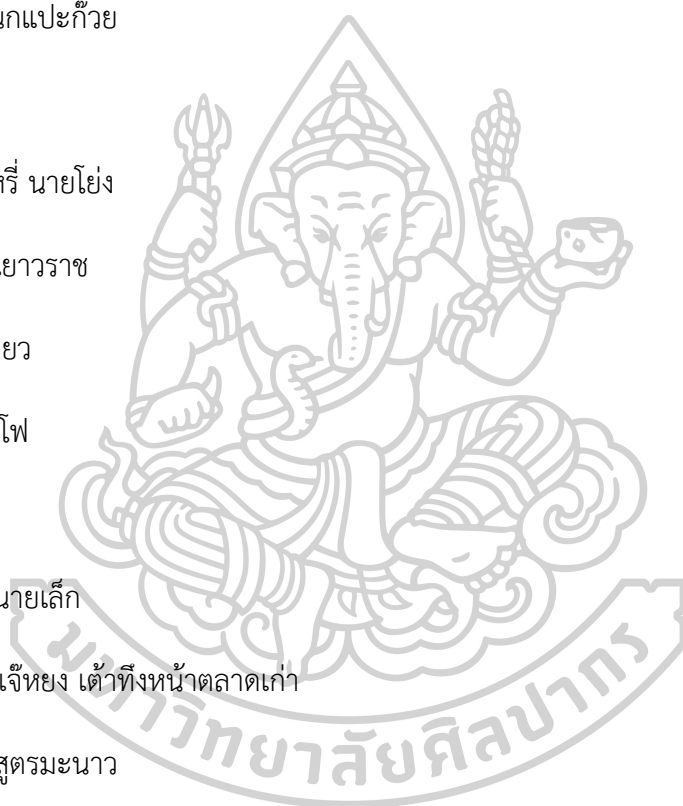 นกแปะก๊วย
หรี่ นายโย่ง
เยาวราช
ยว
โฟ
นายเล็ก
เจ๊หยง เต้าทึงหน้าตลาดเก่า
สูตรมะนาว
มหาวิทยาลัยศิลปากร